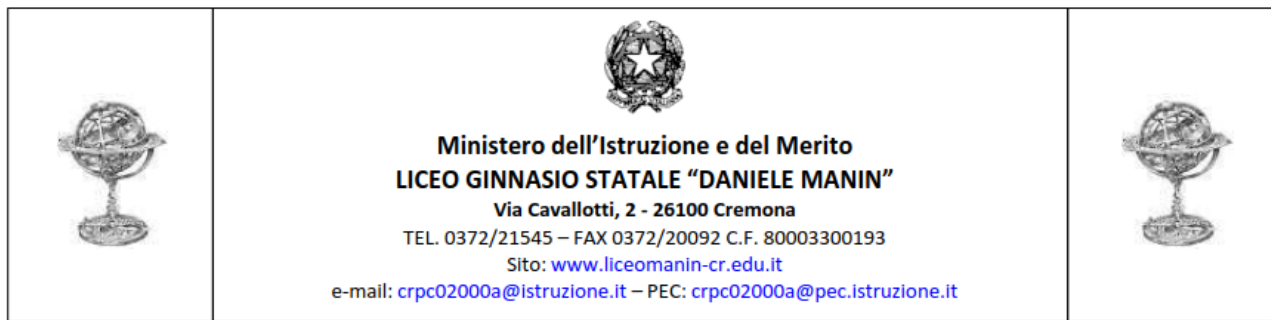 Ministero dell’Istruzione e del Merito
LICEO GINNASIO STATALE “DANIELE MANIN”
Via Cavallotti, 2 - 26100 Cremona
TEL. 0372/21545 – FAX 0372/20092 C.F. 80003300193
Sito: www.liceomanin-cr.edu.it
e-mail: crpc02000a@istruzione.it – PEC: crpc02000a@pec.istruzione.it